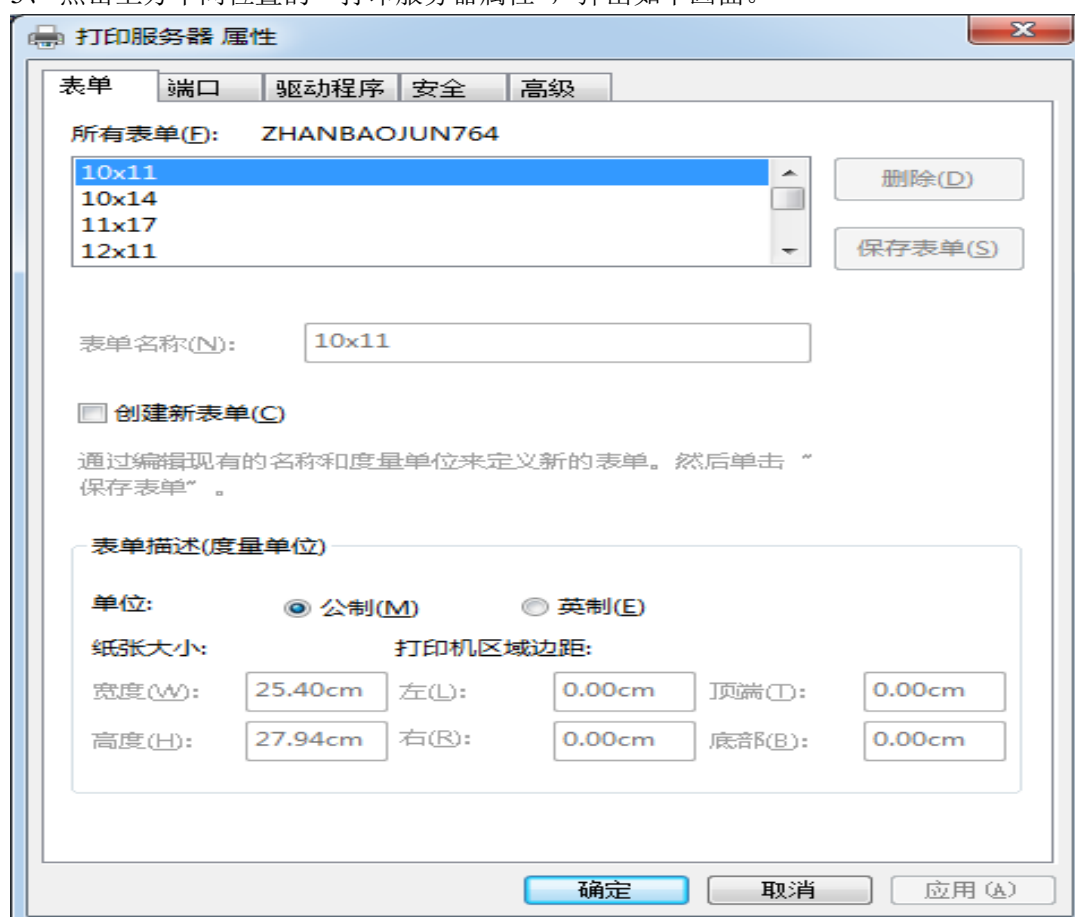 打印服务器 属性
表单 端口 驱动程序 安全 高级
所有表单(F): ZHANBAOJUN764
10x11
10x14
11x17
12x11
删除(D)
保存表单(S)
表单名称(N): 10x11
创建新表单(C)
通过编辑现有的名称和度量单位来定义新的表单。然后单击“
保存表单”。
表单描述(度量单位)
单位: 公制(M) 英制(E)
纸张大小: 打印机区域边距:
宽度(W): 25.40cm 左(L): 0.00cm 顶端(T): 0.00cm
高度(H): 27.94cm 右(R): 0.00cm 底部(B): 0.00cm
确定 取消 应用(A)